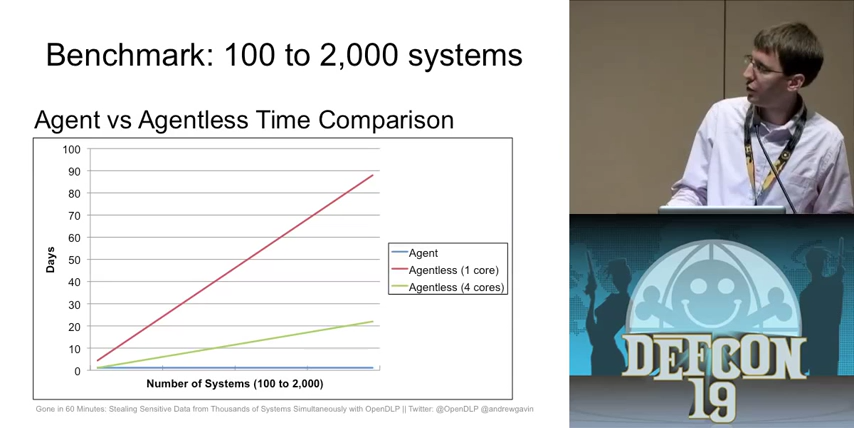 Benchmark: 100 to 2,000 systems
Agent vs Agentless Time Comparison
100
90
80
70
60
50
40
30
20
10
0
Days
Agent
Agentless (1 core)
Agentless (4 cores)
Number of Systems (100 to 2,000)
Gone in 60 Minutes: Stealing Sensitive Data from Thousands of Systems Simultaneously with OpenDLP || Twitter: @OpenDLP @andrewgavin
DEFCON
19